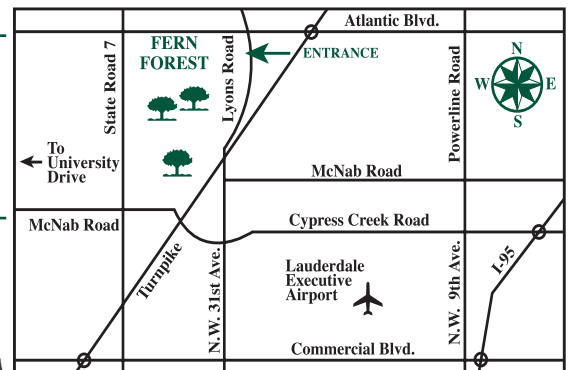 Atlantic Blvd.
FERN
FOREST
ENTRANCE
State Road 7
Lyons Road
Powerline Road
N
W
E
S
To
University
Drive
McNab Road
McNab Road
Cypress Creek Road
Turnpike
N.W. 31st Ave.
Lauderdale
Executive
Airport
N.W. 9th Ave.
I-95
Commercial Blvd.